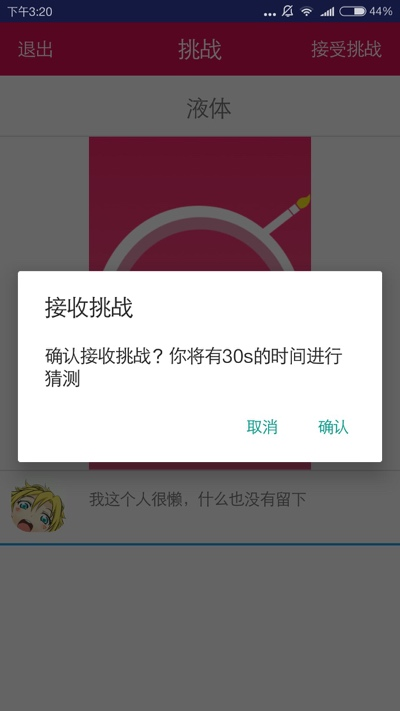 下午3:20
44%
退出
挑战
接受挑战
液体
接收挑战
确认接收挑战？你将有30s的时间进行
猜测
取消
确认
我这个人很懒，什么也没有留下